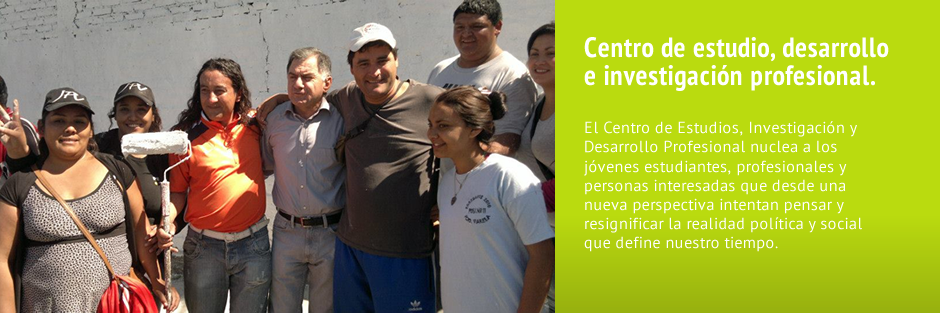 Centro de estudio, desarrollo
e investigación profesional.
El Centro de Estudios, Investigación y
Desarrollo Profesional nuclea a los
jóvenes estudiantes, profesionales y
personas interesadas que desde una
nueva perspectiva intentan pensar y
resignificar la realidad política y social
que define nuestro tiempo.